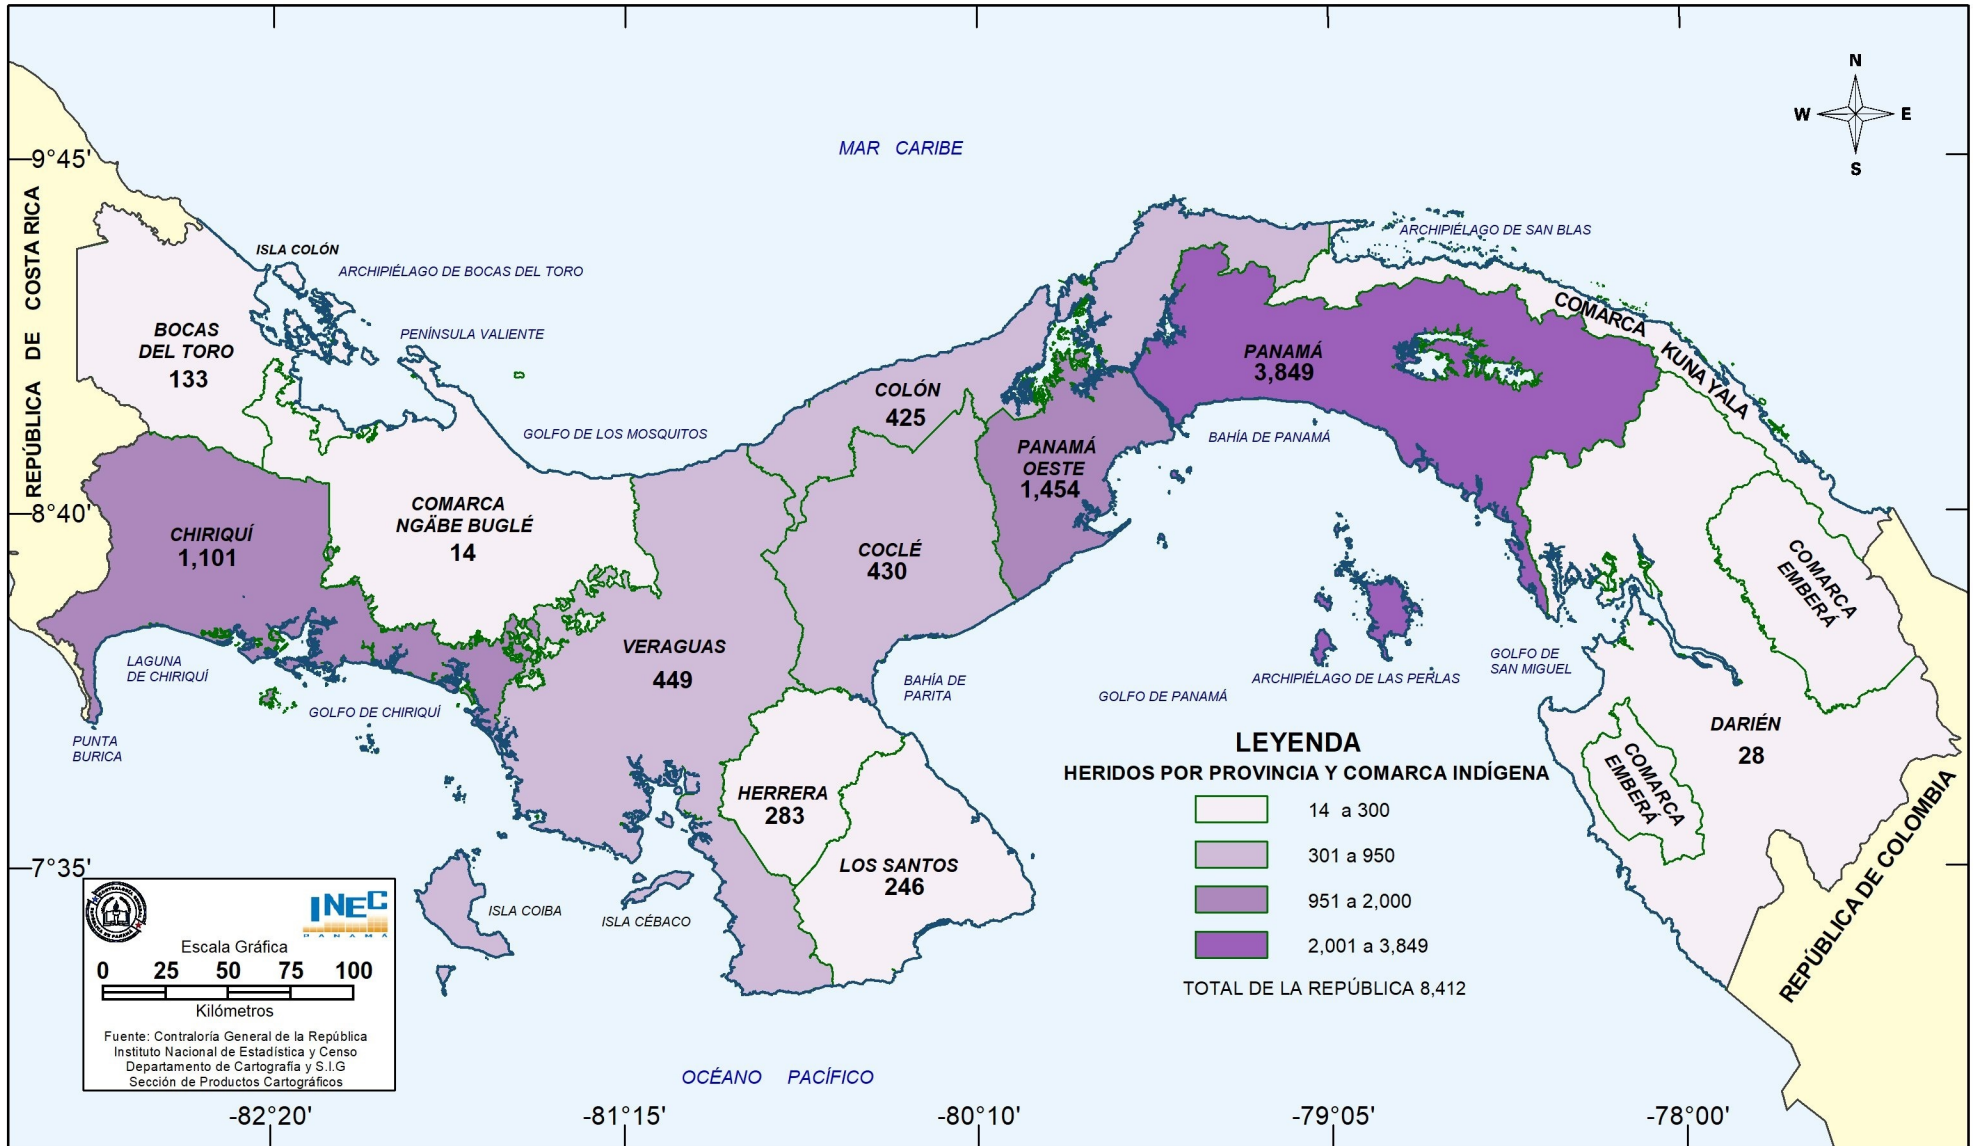 N
W E
S
MAR CARIBE
9°45'
8°40'
7°35'
REPÚBLICA DE COSTA RICA
ISLA COLÓN
ARCHIPIÉLAGO DE BOCAS DEL TORO
ARCHIPIÉLAGO DE SAN BLAS
PENÍNSULA VALIENTE
BOCAS
DEL TORO
133
GOLFO DE LOS MOSQUITOS
COLÓN
425
PANAMÁ
3,849
COMARCA
KUNA YALA
BAHÍA DE PANAMÁ
PANAMÁ
OESTE
1,454
CHIRIQUÍ
1,101
COMARCA
NGÄBE BUGLÉ
14
COCLÉ
430
COMARCA
EMBERÁ
VERAGUAS
449
LAGUNA
DE CHIRIQUÍ
GOLFO DE CHIRIQUÍ
PUNTA
BURICA
BAHÍA DE
PARITA
GOLFO DE PANAMÁ
ARCHIPIÉLAGO DE LAS PERLAS
GOLFO DE
SAN MIGUEL
DARIÉN
28
COMARCA
EMBERÁ
HERRERA
283
LOS SANTOS
246
ISLA COIBA
ISLA CÉBACO
REPÚBLICA DE COLOMBIA
LEYENDA
HERIDOS POR PROVINCIA Y COMARCA INDÍGENA
14 a 300
301 a 950
951 a 2,000
2,001 a 3,849
TOTAL DE LA REPÚBLICA 8,412
INEC
PANAMÁ
Escala Gráfica
0 25 50 75 100
Kilómetros
Fuente: Contraloría General de la República
Instituto Nacional de Estadística y Censo
Departamento de Cartografía y S.I.G
Sección de Productos Cartográficos
OCÉANO PACÍFICO
-82°20' -81°15' -80°10' -79°05' -78°00'